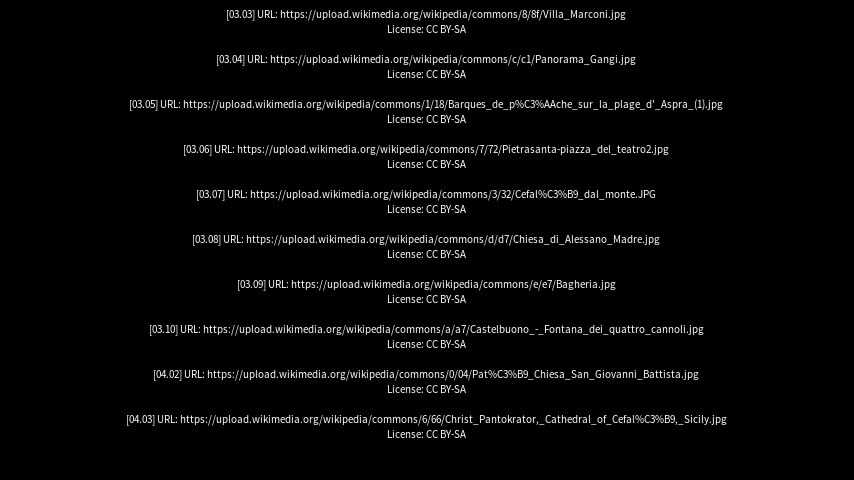 [03.03] URL: https://upload.wikimedia.org/wikipedia/commons/8/8f/Villa_Marconi.jpg
License: CC BY-SA
[03.04] URL: https://upload.wikimedia.org/wikipedia/commons/c/c1/Panorama_Gangi.jpg
License: CC BY-SA
[03.05] URL: https://upload.wikimedia.org/wikipedia/commons/1/18/Barques_de_p%C3%AAche_sur_la_plage_d'_Aspra_(1).jpg
License: CC BY-SA
[03.06] URL: https://upload.wikimedia.org/wikipedia/commons/7/72/Pietrasanta-piazza_del_teatro2.jpg
License: CC BY-SA
[03.07] URL: https://upload.wikimedia.org/wikipedia/commons/3/32/Cefal%C3%B9_dal_monte.JPG
License: CC BY-SA
[03.08] URL: https://upload.wikimedia.org/wikipedia/commons/d/d7/Chiesa_di_Alessano_Madre.jpg
License: CC BY-SA
[03.09] URL: https://upload.wikimedia.org/wikipedia/commons/e/e7/Bagheria.jpg
License: CC BY-SA
[03.10] URL: https://upload.wikimedia.org/wikipedia/commons/a/a7/Castelbuono_-_Fontana_dei_quattro_cannoli.jpg
License: CC BY-SA
[04.02] URL: https://upload.wikimedia.org/wikipedia/commons/0/04/Pat%C3%B9_Chiesa_San_Giovanni_Battista.jpg
License: CC BY-SA
[04.03] URL: https://upload.wikimedia.org/wikipedia/commons/6/66/Christ_Pantokrator,_Cathedral_of_Cefal%C3%B9,_Sicily.jpg
License: CC BY-SA